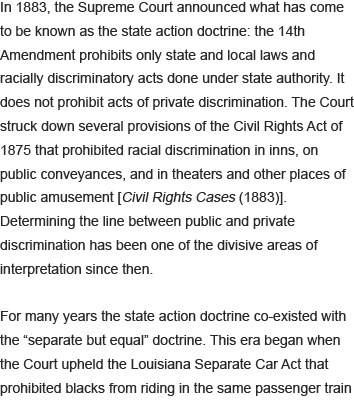 In 1883, the Supreme Court announced what has come
to be known as the state action doctrine: the 14th
Amendment prohibits only state and local laws and
racially discriminatory acts done under state authority. It
does not prohibit acts of private discrimination. The Court
struck down several provisions of the Civil Rights Act of
1875 that prohibited racial discrimination in inns, on
public conveyances, and in theaters and other places of
public amusement [Civil Rights Cases (1883)].
Determining the line between public and private
discrimination has been one of the divisive areas of
interpretation since then.
For many years the state action doctrine co-existed with
the “separate but equal” doctrine. This era began when
the Court upheld the Louisiana Separate Car Act that
prohibited blacks from riding in the same passenger train